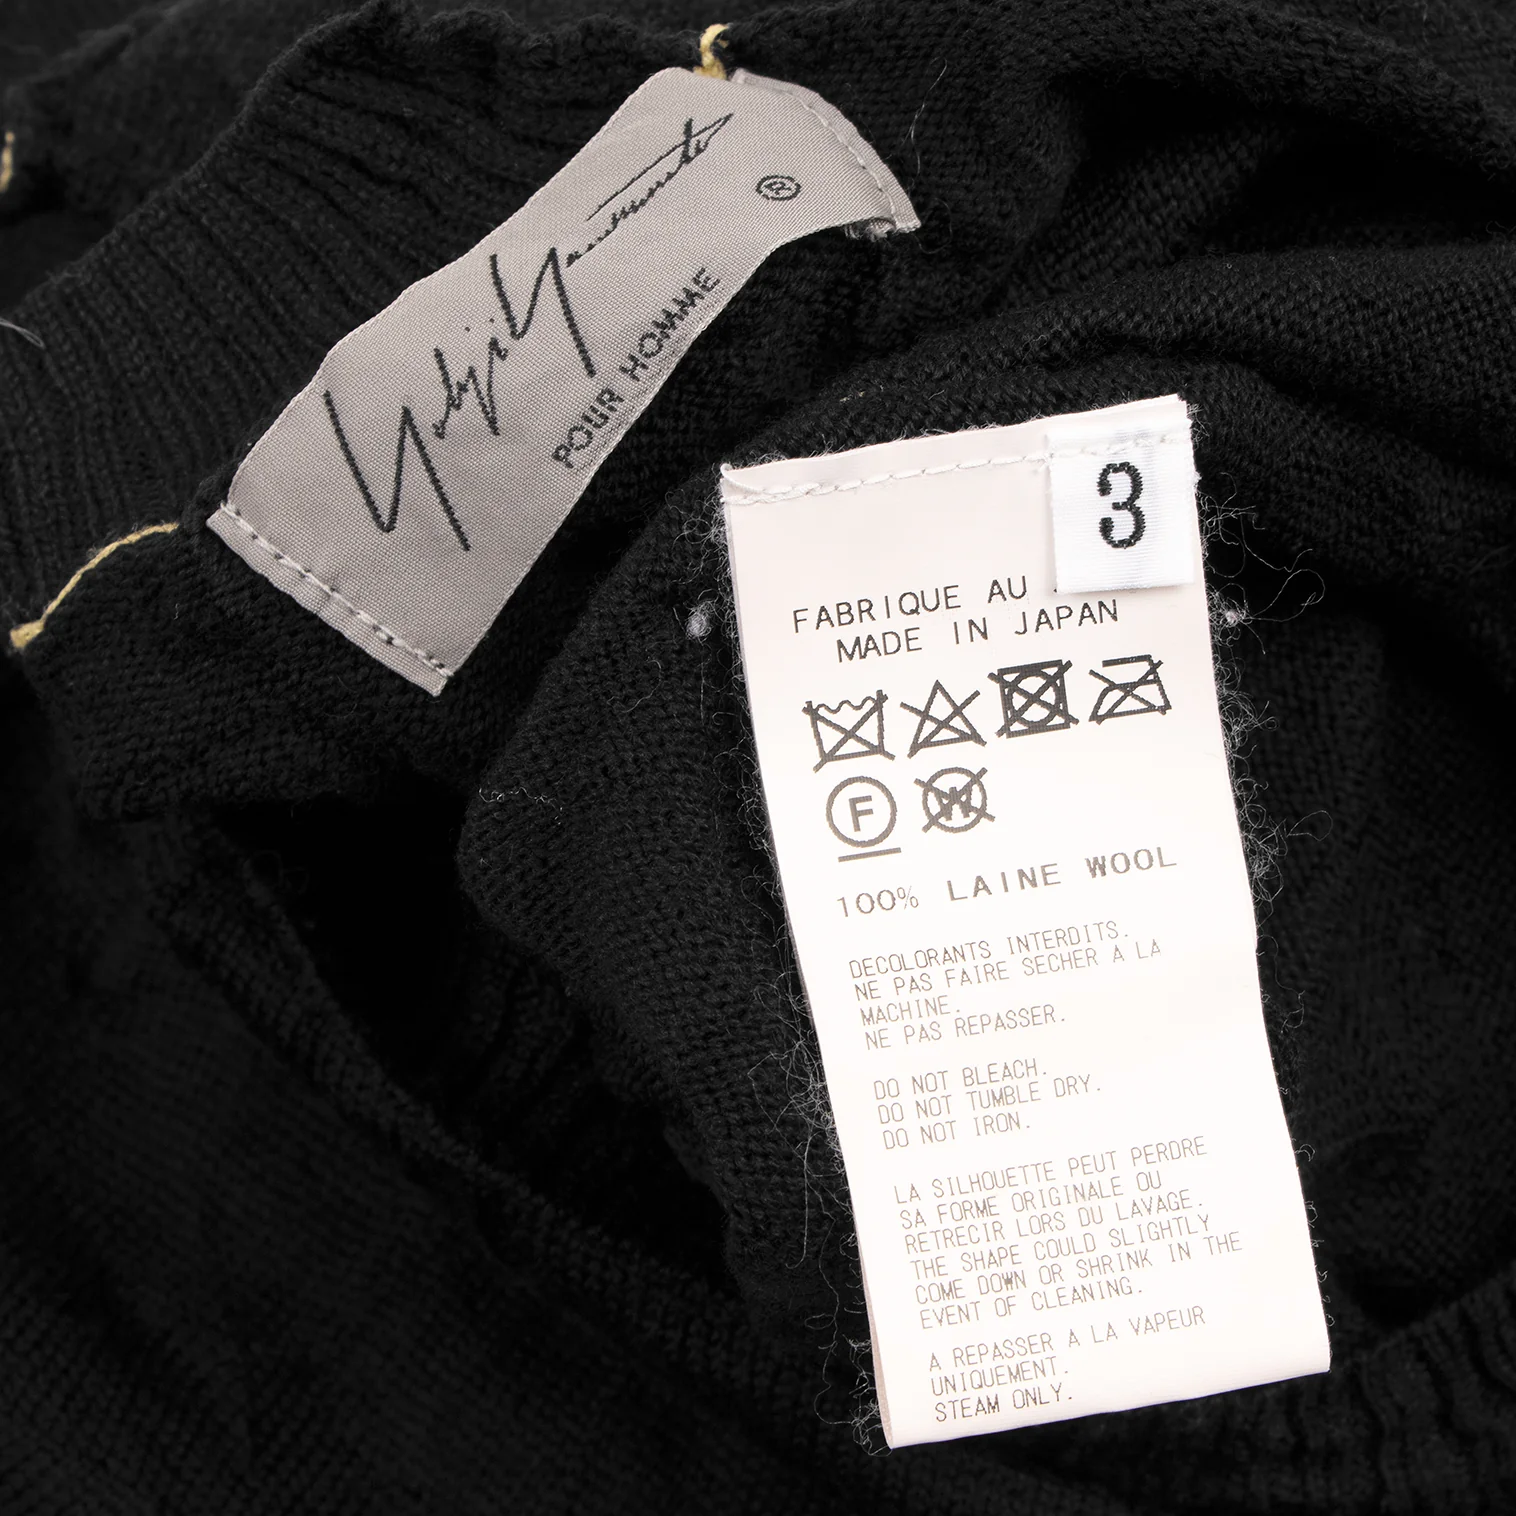 Yohji Yamamoto
®
POUR HOMME
3
FABRIQUE AU
MADE IN JAPAN
F
W
100% LAINE WOOL
DECOLORANTS INTERDITS.
NE PAS FAIRE SECHER A LA
MACHINE.
NE PAS REPASSER.
DO NOT BLEACH.
DO NOT TUMBLE DRY.
DO NOT IRON.
LA SILHOUETTE PEUT PERDRE
SA FORME ORIGINALE OU
RETRECIR LORS DU LAVAGE.
THE SHAPE COULD SLIGHTLY
COME DOWN OR SHRINK IN THE
EVENT OF CLEANING.
A REPASSER A LA VAPEUR
UNIQUEMENT.
STEAM ONLY.